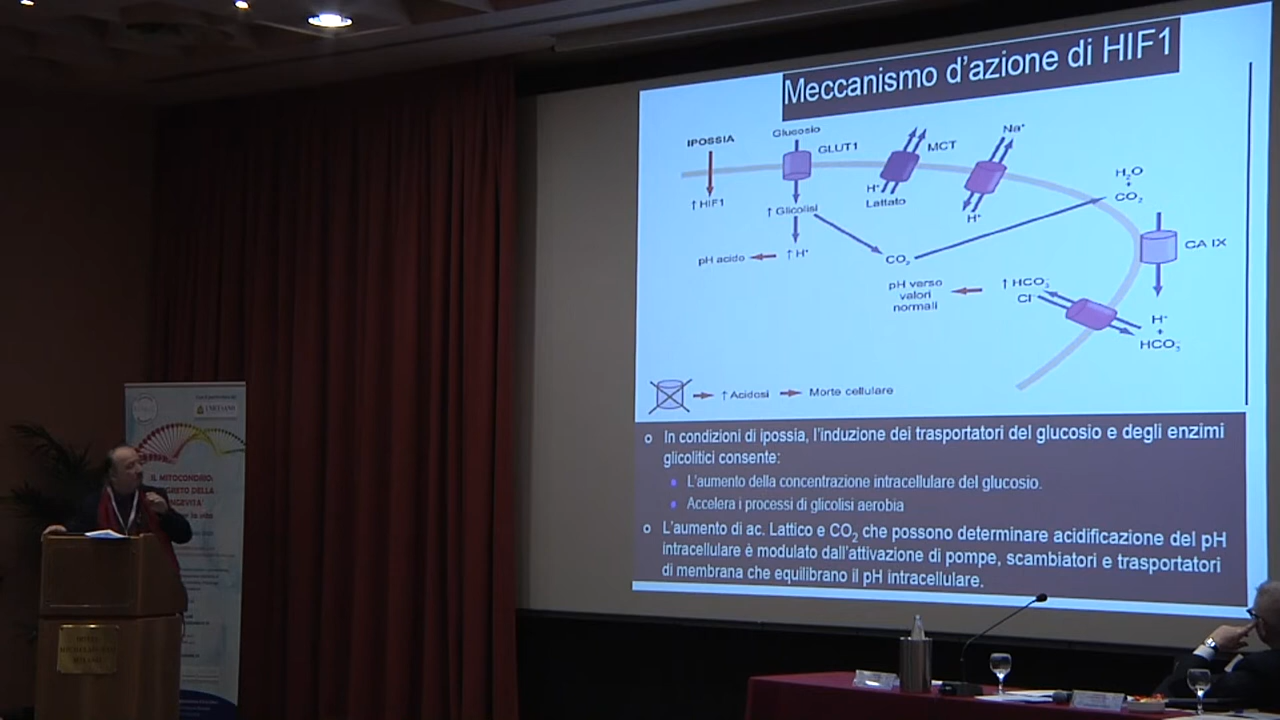 Meccanismo d'azione di HIF1
IPOSSIA
↑ HIF1
Glucosio
GLUT1
↑ Glicolisi
↑ H⁺
pH acido
MCT
H⁺
Lattato
Na⁺
H⁺
CO₂
H₂O
+
CO₂
CA IX
H⁺
+
HCO₃⁻
↑ HCO₃⁻
Cl⁻
pH verso
valori
normali
↑ Acidosi
Morte cellulare
In condizioni di ipossia, l'induzione dei trasportatori del glucosio e degli enzimi
glicolitici consente:
L'aumento della concentrazione intracellulare del glucosio.
Accelera i processi di glicolisi aerobia
L'aumento di ac. Lattico e CO₂ che possono determinare acidificazione del pH
intracellulare è modulato dall'attivazione di pompe, scambiatori e trasportatori
di membrana che equilibrano il pH intracellulare.
IL MITOCONDRIO:
DELLA